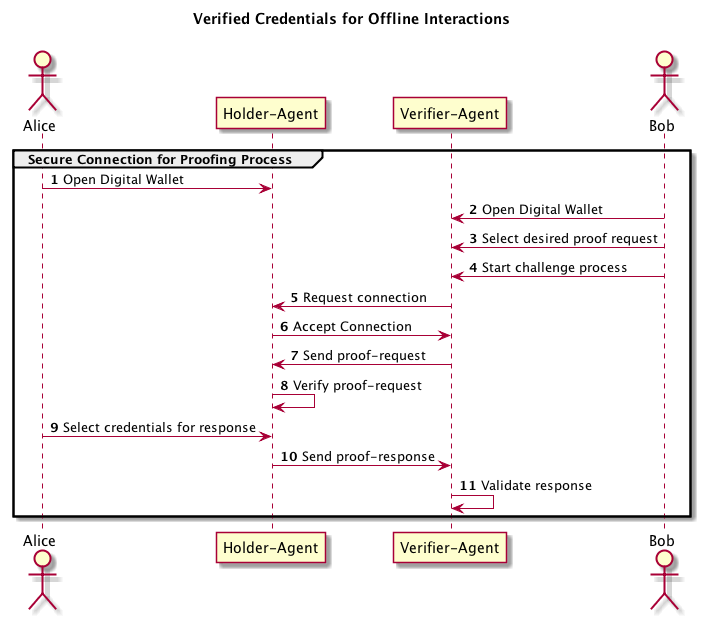 Verified Credentials for Offline Interactions
Alice
Holder-Agent
Verifier-Agent
Bob
Secure Connection for Proofing Process
1 Open Digital Wallet
2 Open Digital Wallet
3 Select desired proof request
4 Start challenge process
5 Request connection
6 Accept Connection
7 Send proof-request
8 Verify proof-request
9 Select credentials for response
10 Send proof-response
11 Validate response
Alice
Holder-Agent
Verifier-Agent
Bob